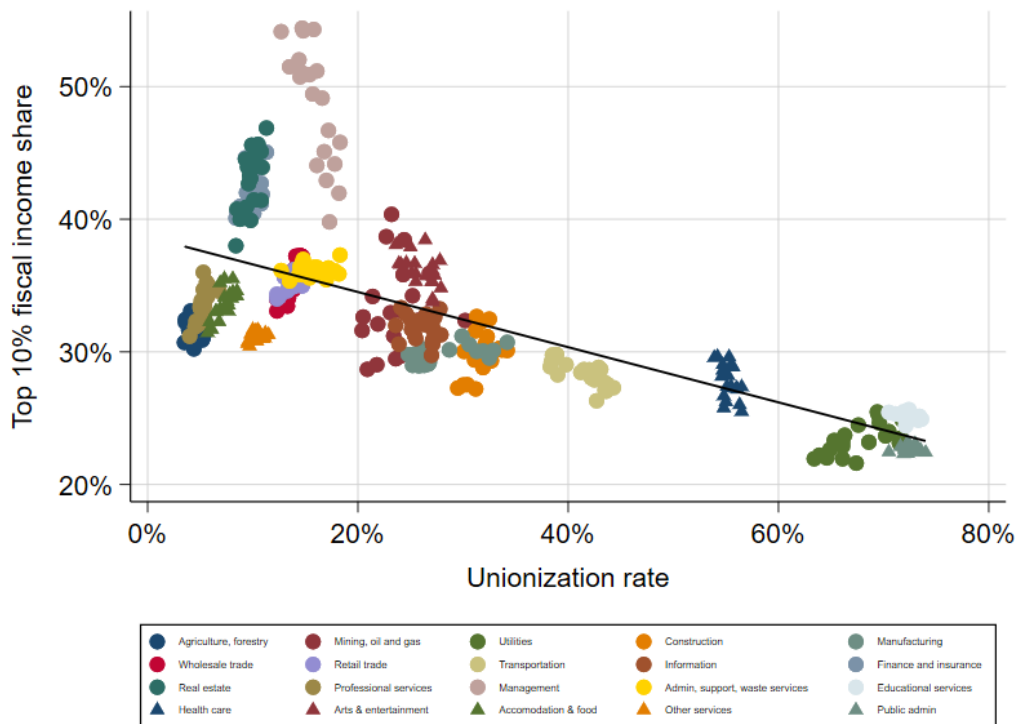 50%
40%
30%
20%
Top 10% fiscal income share
0% 20% 40% 60% 80%
Unionization rate
Agriculture, forestry Mining, oil and gas Utilities Construction Manufacturing
Wholesale trade Retail trade Transportation Information Finance and insurance
Real estate Professional services Management Admin, support, waste services Educational services
Health care Arts & entertainment Accomodation & food Other services Public admin